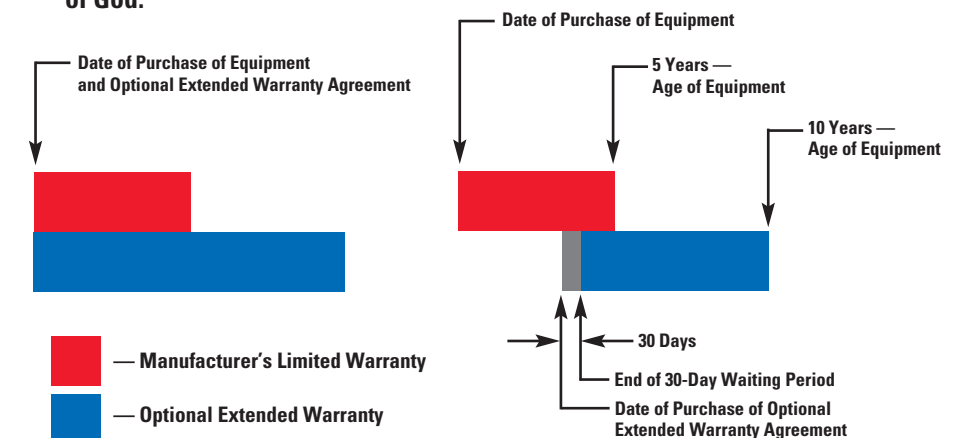 of God.
Date of Purchase of Equipment
and Optional Extended Warranty Agreement
— Manufacturer's Limited Warranty
— Optional Extended Warranty
Date of Purchase of Equipment
5 Years —
Age of Equipment
10 Years —
Age of Equipment
30 Days
End of 30-Day Waiting Period
Date of Purchase of Optional
Extended Warranty Agreement